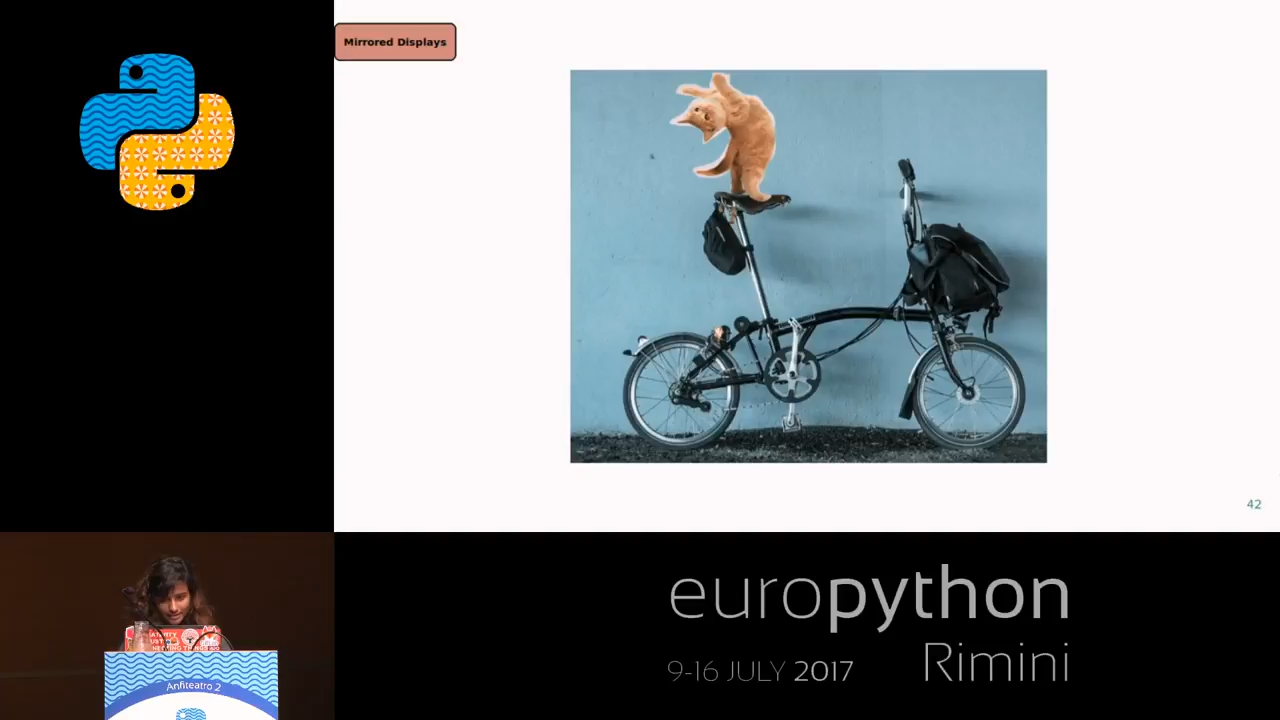 Mirrored Displays
42
europython
9-16 JULY 2017
Rimini
Anfiteatro 2